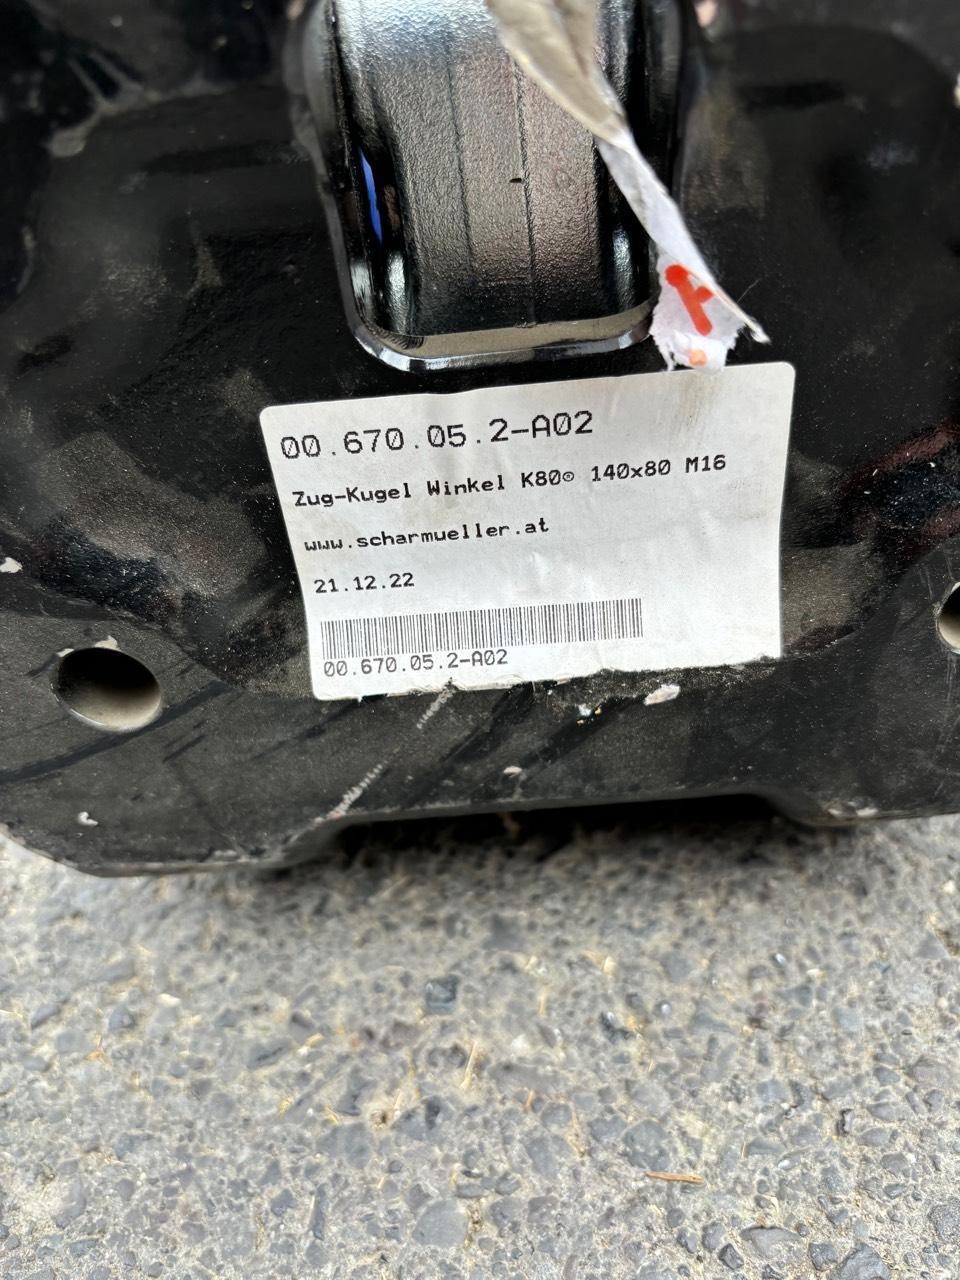 00.670.05.2-A02
Zug-Kugel Winkel K80® 140x80 M16
www.scharmueller.at
21.12.22
00.670.05.2-A02